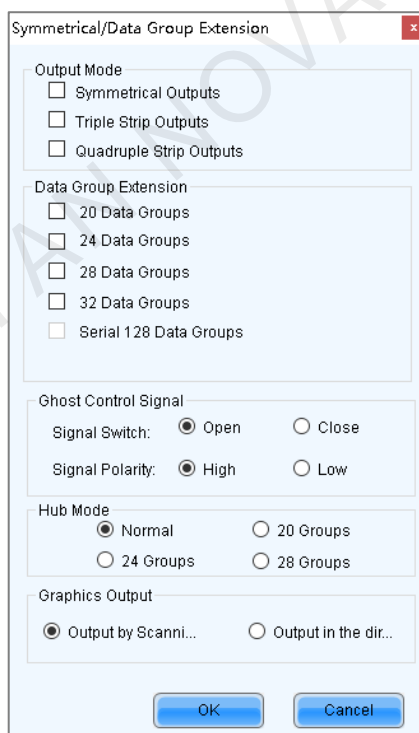 Symmetrical/Data Group Extension x
Output Mode
Symmetrical Outputs
Triple Strip Outputs
Quadruple Strip Outputs
Data Group Extension
20 Data Groups
24 Data Groups
28 Data Groups
32 Data Groups
Serial 128 Data Groups
Ghost Control Signal
Signal Switch: Open Close
Signal Polarity: High Low
Hub Mode
Normal 20 Groups
24 Groups 28 Groups
Graphics Output
Output by Scanni... Output in the dir...
OK Cancel